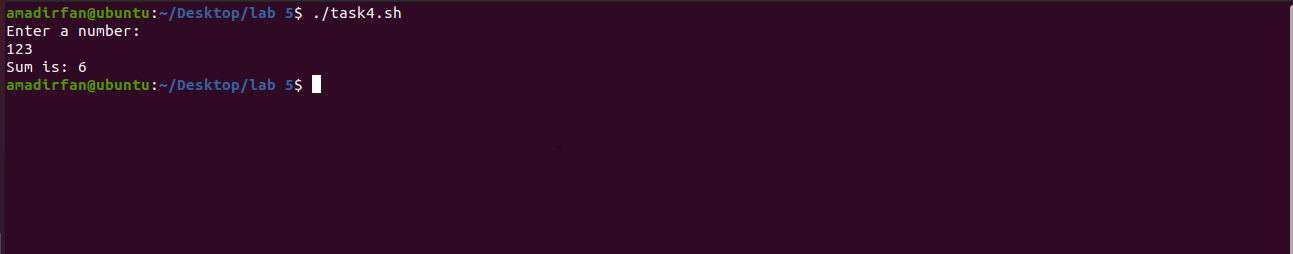 amadirfan@ubuntu:~/Desktop/lab 5$ ./task4.sh
Enter a number:
123
Sum is: 6
amadirfan@ubuntu:~/Desktop/lab 5$